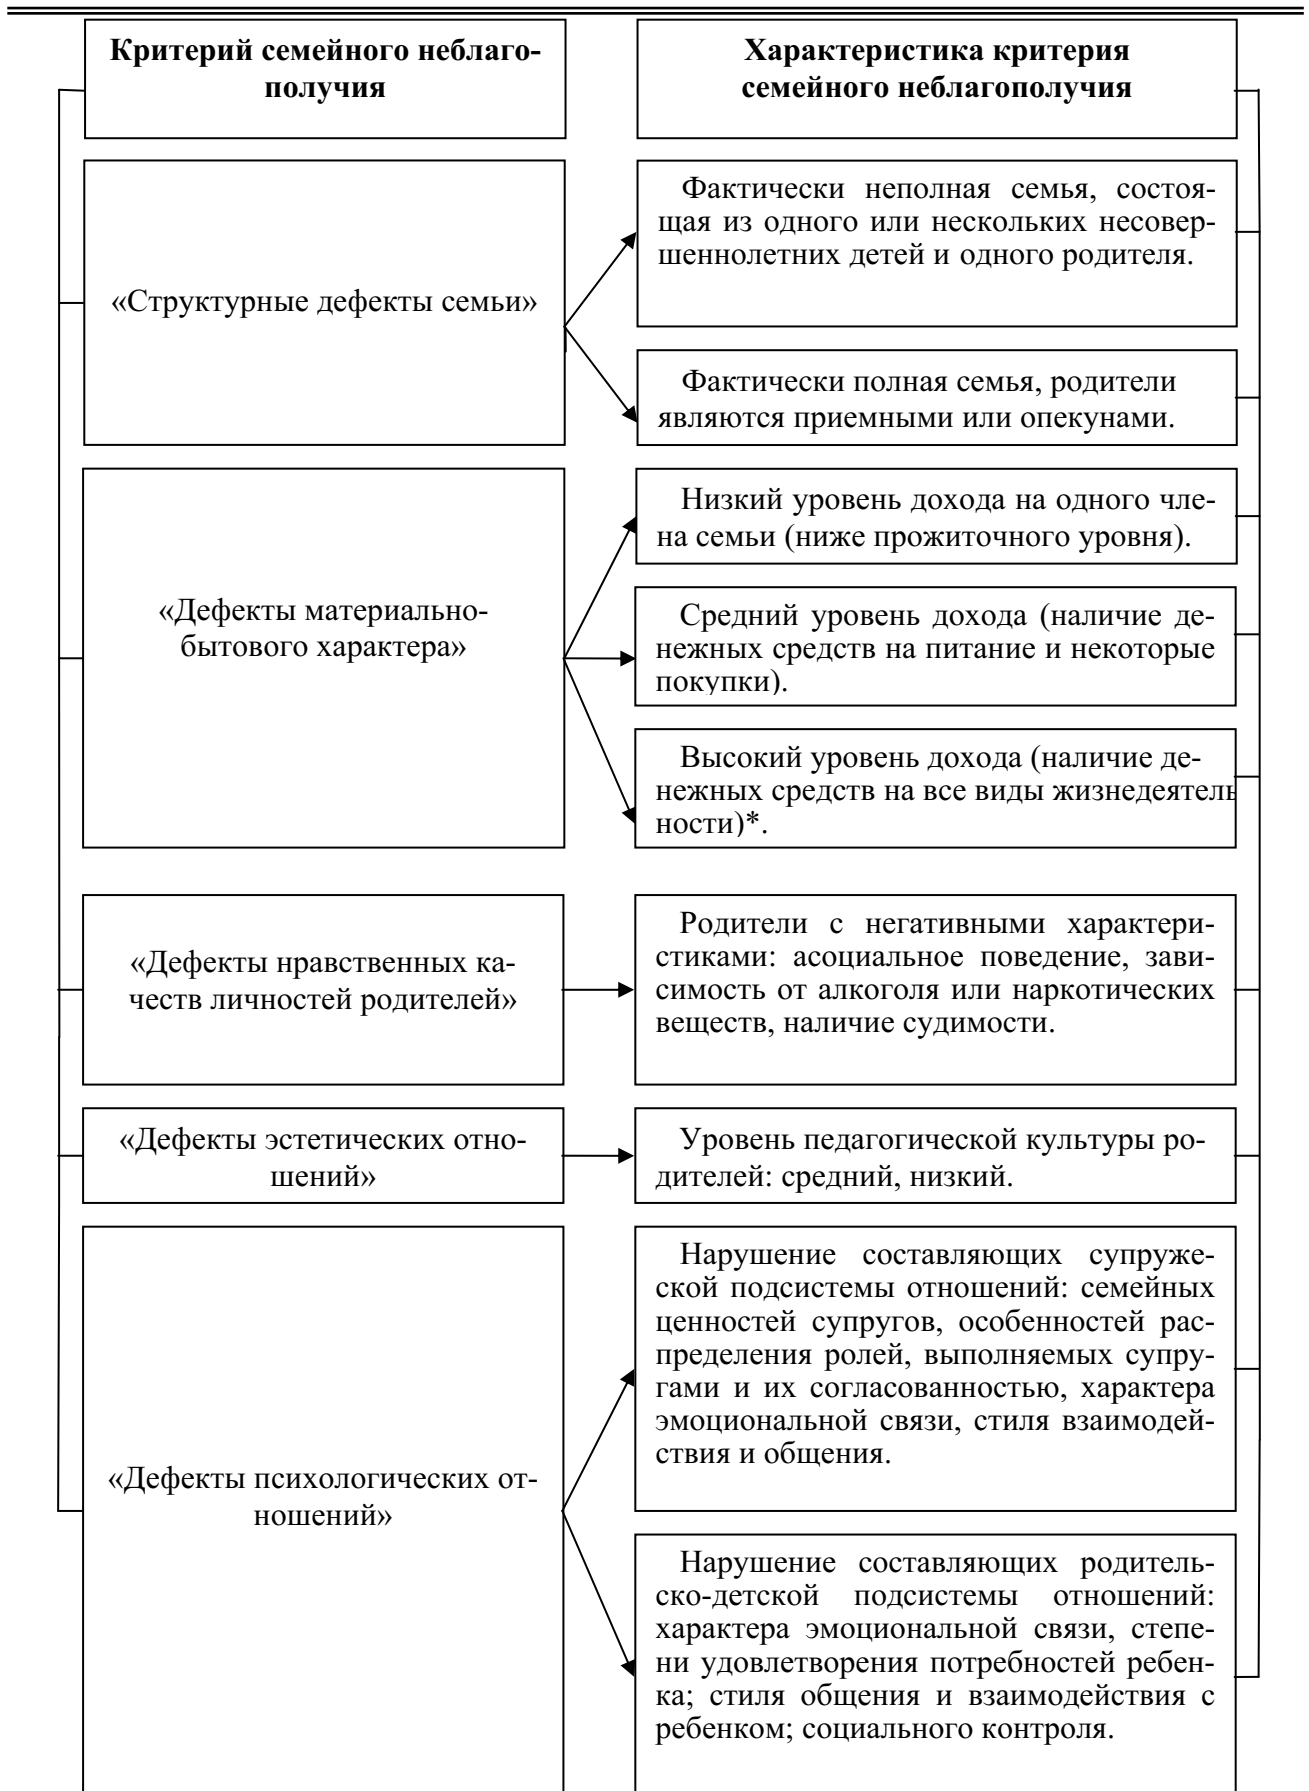 Критерий семейного неблаго-
получия
Характеристика критерия
семейного неблагополучия
«Структурные дефекты семьи»
Фактически неполная семья, состоя-
щая из одного или нескольких несовер-
шеннолетних детей и одного родителя.
Фактически полная семья, родители
являются приемными или опекунами.
«Дефекты материально-
бытового характера»
Низкий уровень дохода на одного чле-
на семьи (ниже прожиточного уровня).
Средний уровень дохода (наличие де-
нежных средств на питание и некоторые
покупки).
Высокий уровень дохода (наличие де-
нежных средств на все виды жизнедеятель
ности)*.
«Дефекты нравственных ка-
честв личностей родителей»
Родители с негативными характери-
стиками: асоциальное поведение, зави-
симость от алкоголя или наркотических
веществ, наличие судимости.
«Дефекты эстетических отно-
шений»
Уровень педагогической культуры ро-
дителей: средний, низкий.
«Дефекты психологических от-
ношений»
Нарушение составляющих супруже-
ской подсистемы отношений: семейных
ценностей супругов, особенностей рас-
пределения ролей, выполняемых супру-
гами и их согласованностью, характера
эмоциональной связи, стиля взаимодей-
ствия и общения.
Нарушение составляющих родитель-
ско-детской подсистемы отношений:
характера эмоциональной связи, степе-
ни удовлетворения потребностей ребен-
ка; стиля общения и взаимодействия с
ребенком; социального контроля.